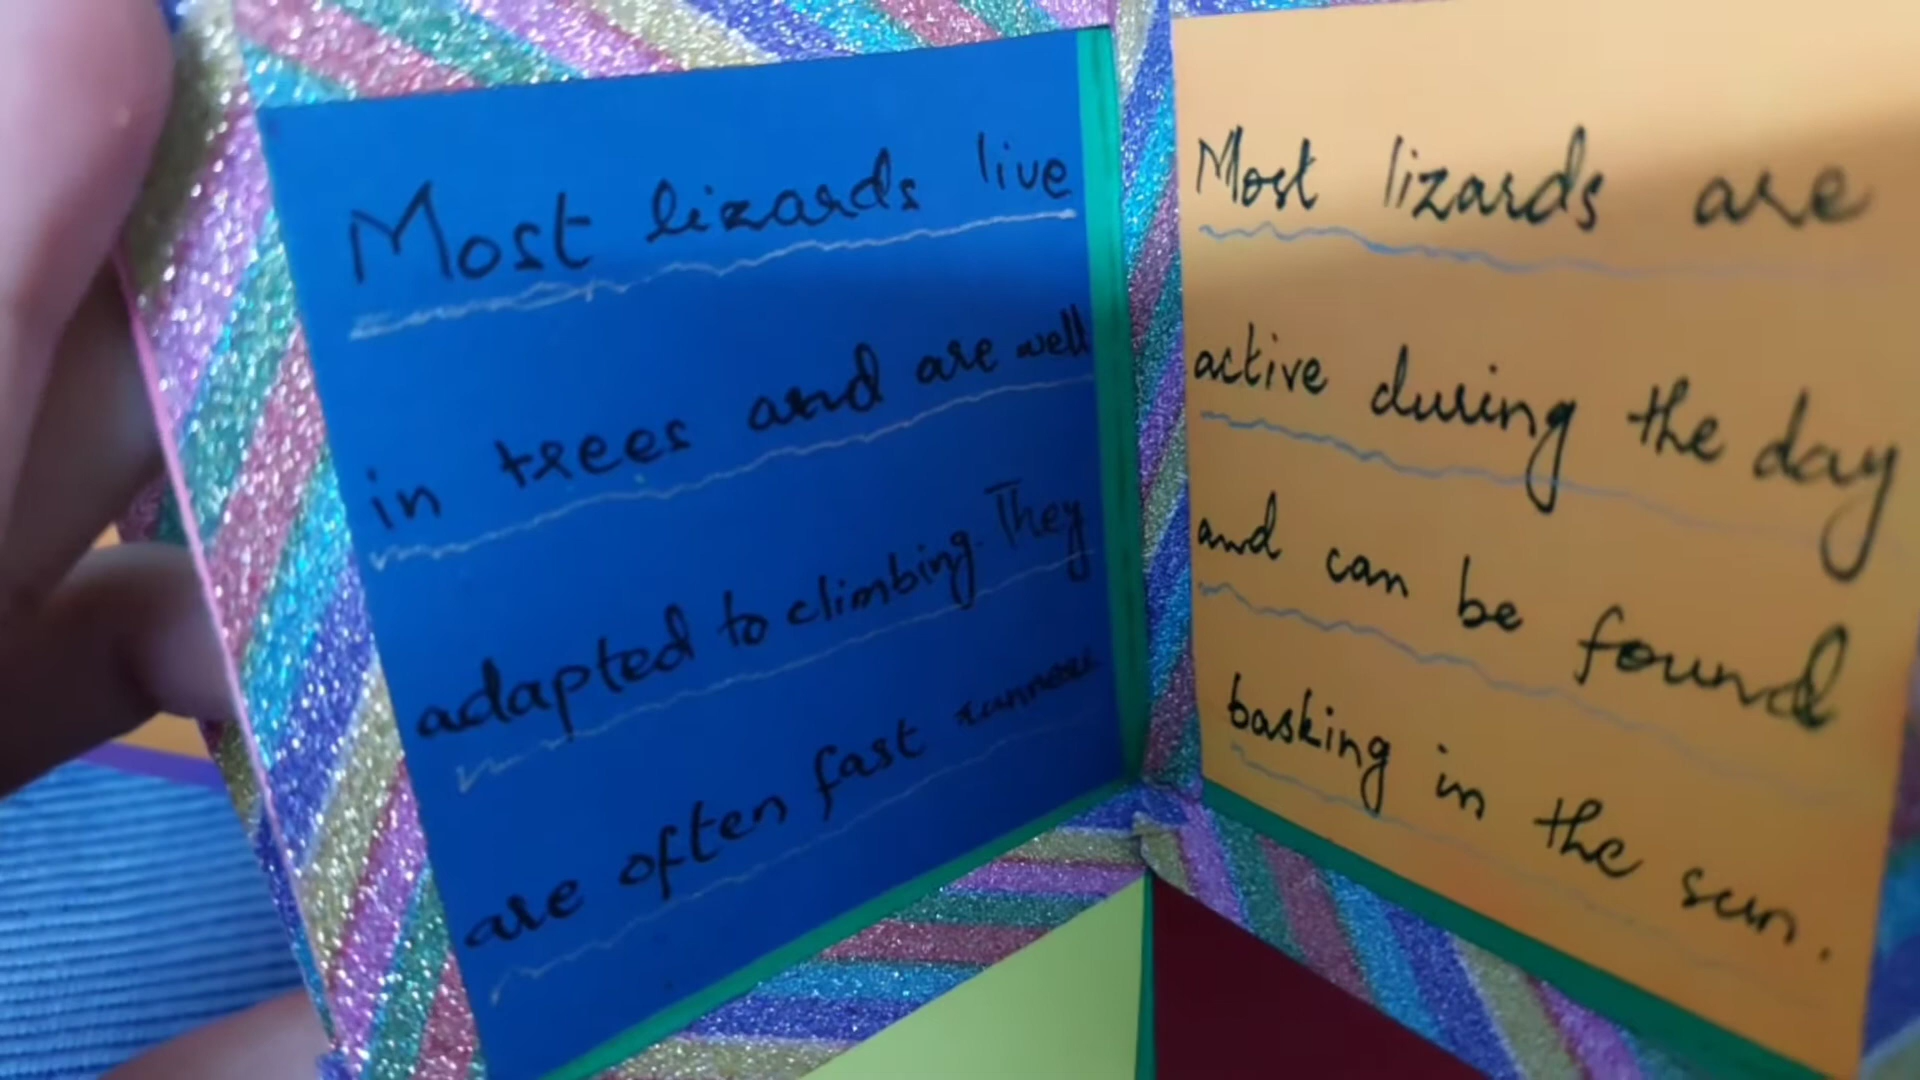 Most lizards live
in trees and are well
adapted to climbing. They
are often fast runners
Most lizards are
active during the day
and can be found
basking in the sun.